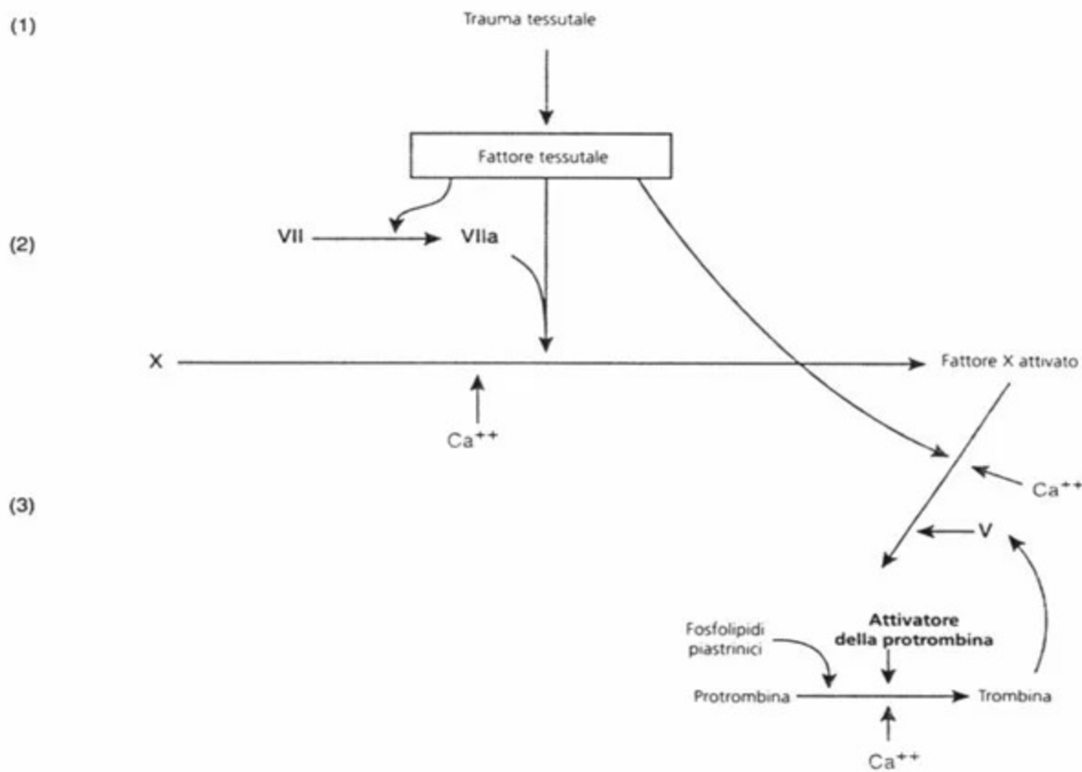 (1)
Trauma tessutale
Fattore tessutale
(2)
VII
VIIa
X
Fattore X attivato
Ca⁺⁺
Ca⁺⁺
(3)
V
Fosfolipidi
piastrinici
Attivatore
della protrombina
Protrombina
Trombina
Ca⁺⁺